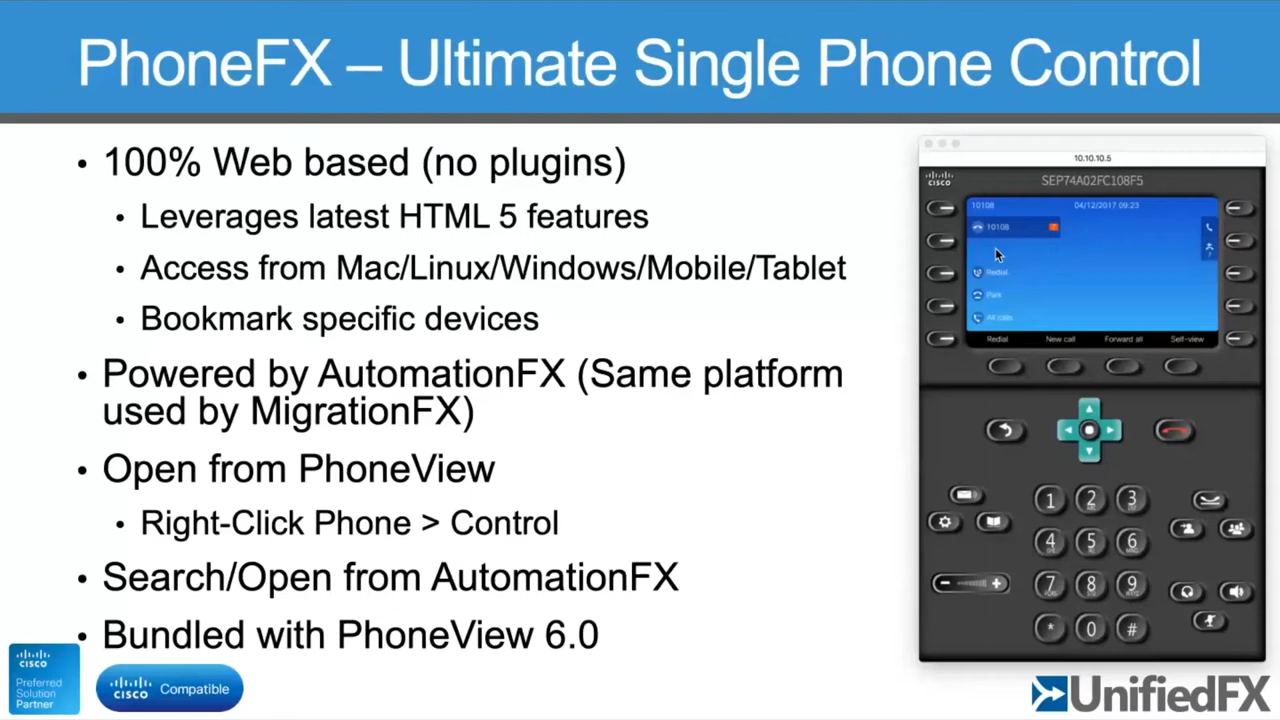 PhoneFX – Ultimate Single Phone Control
• 100% Web based (no plugins)
• Leverages latest HTML 5 features
• Access from Mac/Linux/Windows/Mobile/Tablet
• Bookmark specific devices
• Powered by AutomationFX (Same platform
used by MigrationFX)
• Open from PhoneView
• Right-Click Phone > Control
• Search/Open from AutomationFX
• Bundled with PhoneView 6.0
10.10.10.5
CISCO
SEP74A02FC108F5
10108
04/12/2017 09:23
10108
Redial
Park
All calls
Redial New call Forward all Self-view
1 2 3
4 5 6
7 8 9
* 0 #
CISCO
Preferred
Solution
Partner
CISCO Compatible
UnifiedFX